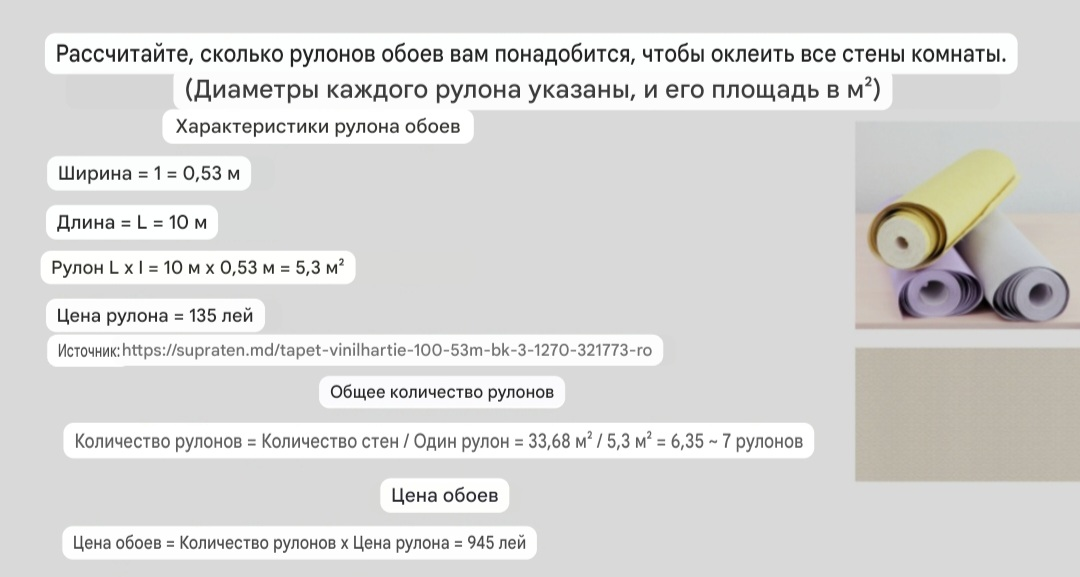 Рассчитайте, сколько рулонов обоев вам понадобится, чтобы оклеить все стены комнаты.
(Диаметры каждого рулона указаны, и его площадь в м²)
Характеристики рулона обоев
Ширина = 1 = 0,53 м
Длина = L = 10 м
Рулон L x l = 10 м x 0,53 м = 5,3 м²
Цена рулона = 135 лей
Источник:https://supraten.md/tapet-vinilhartie-100-53m-bk-3-1270-321773-ro
Общее количество рулонов
Количество рулонов = Количество стен / Один рулон = 33,68 м² / 5,3 м² = 6,35 ~ 7 рулонов
Цена обоев
Цена обоев = Количество рулонов x Цена рулона = 945 лей